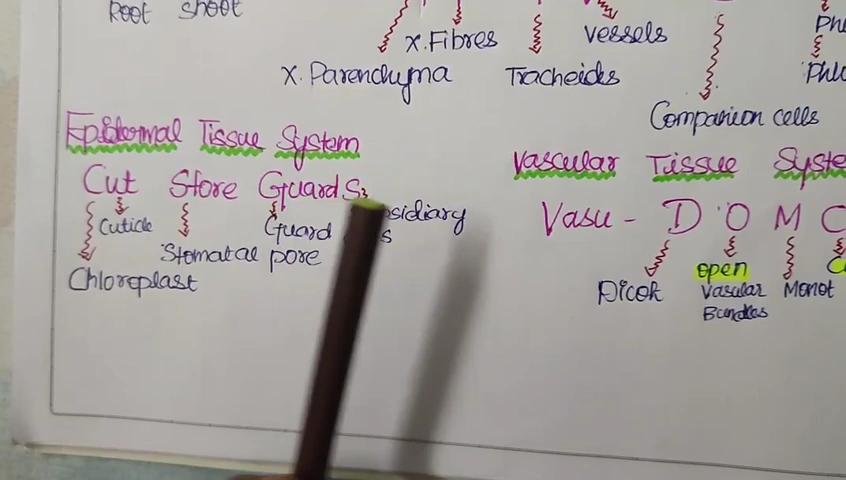 Root Shoot
X. Fibres
Vessels
X. Parenchyma
Tracheids
Companion cells
Epidermal Tissue System
Cut Store Guard S
Cuticle
Guard
Stomatal pore
Chloroplast
Vascular Tissue
Vasu - D O M C
Dicot
open
Vasular
Bundles
Monot